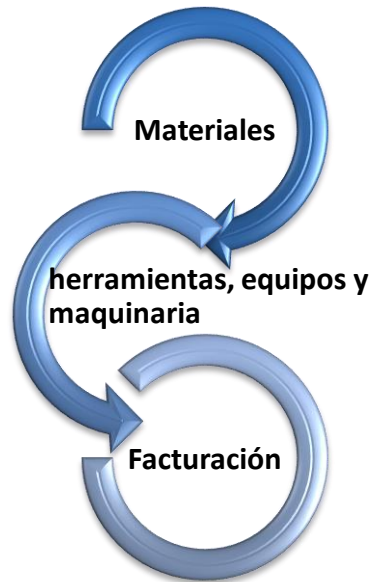 Materiales
herramientas, equipos y
maquinaria
Facturación